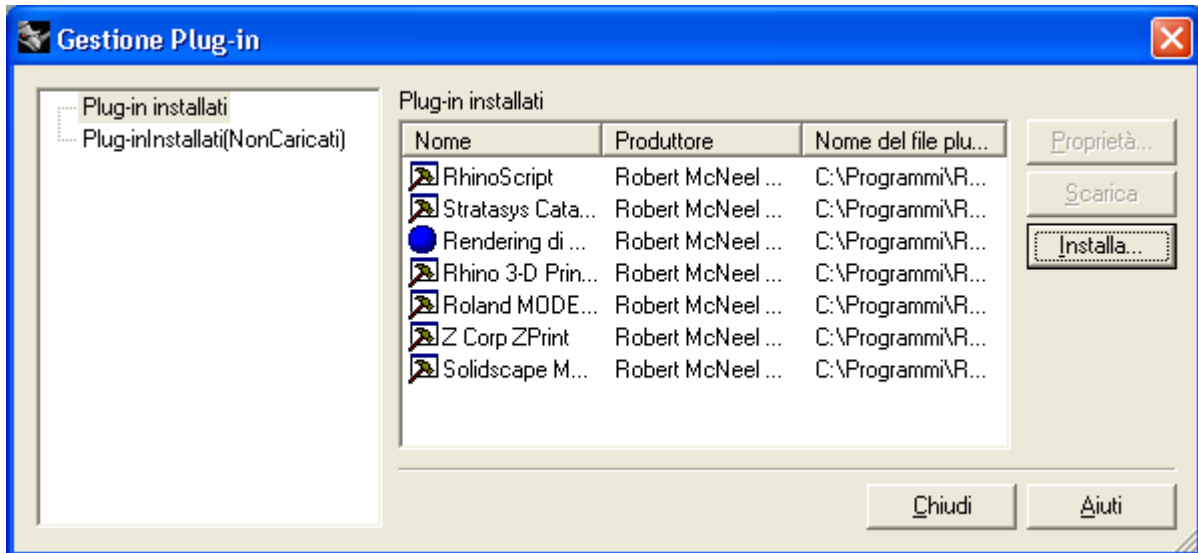 Gestione Plug-in
Plug-in installati
Plug-inInstallati(NonCaricati)
Plug-in installati
Nome Produttore Nome del file plu...
RhinoScript Robert McNeel ... C:\Programmi\R...
Stratasys Cata... Robert McNeel ... C:\Programmi\R...
Rendering di ... Robert McNeel ... C:\Programmi\R...
Rhino 3-D Prin... Robert McNeel ... C:\Programmi\R...
Roland MODE... Robert McNeel ... C:\Programmi\R...
Z Corp ZPrint Robert McNeel ... C:\Programmi\R...
Solidscape M... Robert McNeel ... C:\Programmi\R...
Proprietà...
Scarica
Installa...
Chiudi Aiuti